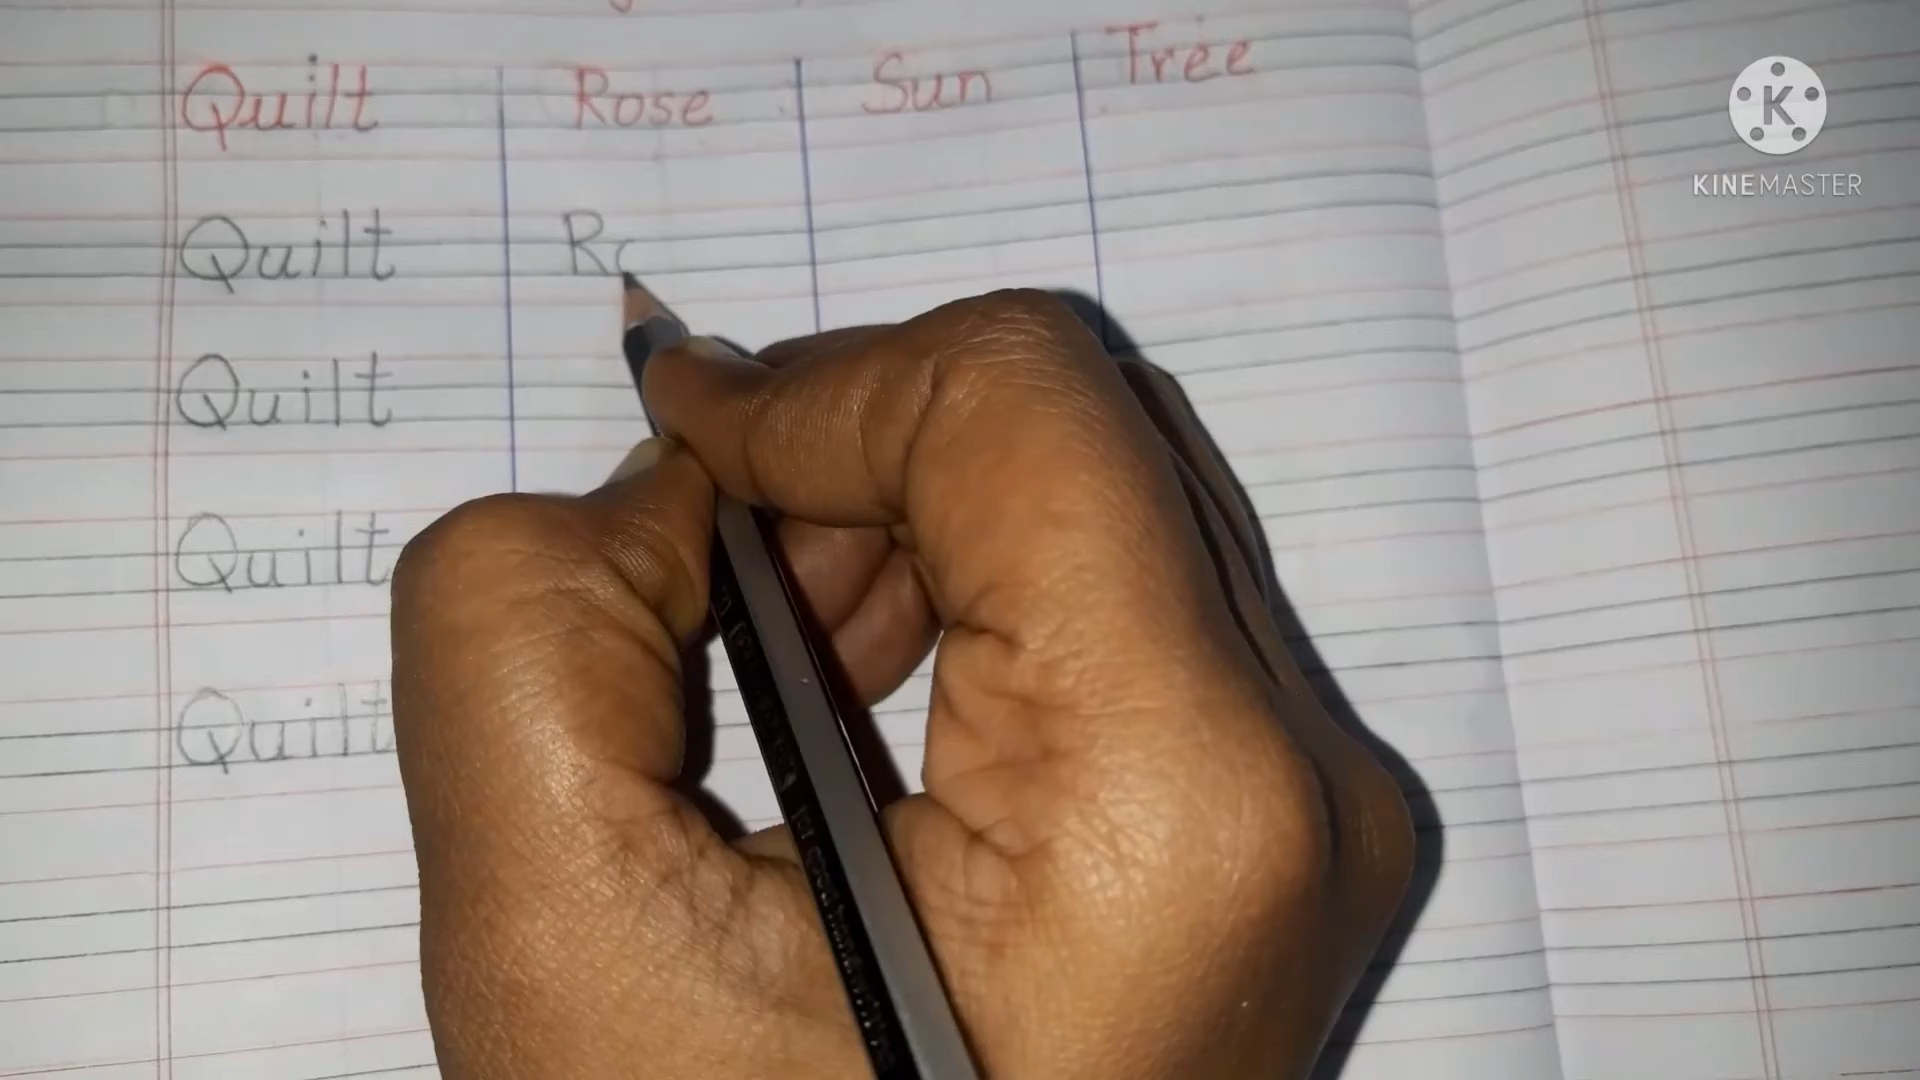 Quilt Rose Sun Tree
Quilt R
Quilt
Quilt
Quilt
K
KINEMASTER